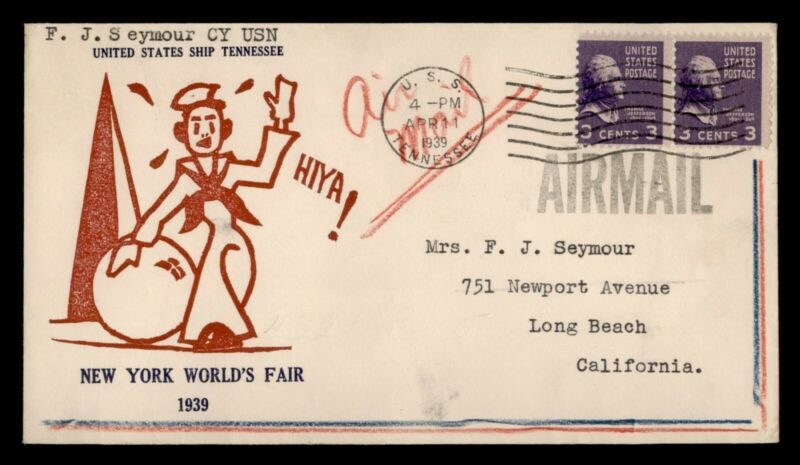 F. J. Seymour CY USN
UNITED STATES SHIP TENNESSEE
air
mail
U. S. S.
4 -PM
APR 11
1939
TENNESSEE
UNITED
STATES
POSTAGE
3 CENTS 3
UNITED
STATES
POSTAGE
3 CENTS 3
AIRMAIL
HIYA!
Mrs. F. J. Seymour
751 Newport Avenue
Long Beach
California.
NEW YORK WORLD'S FAIR
1939